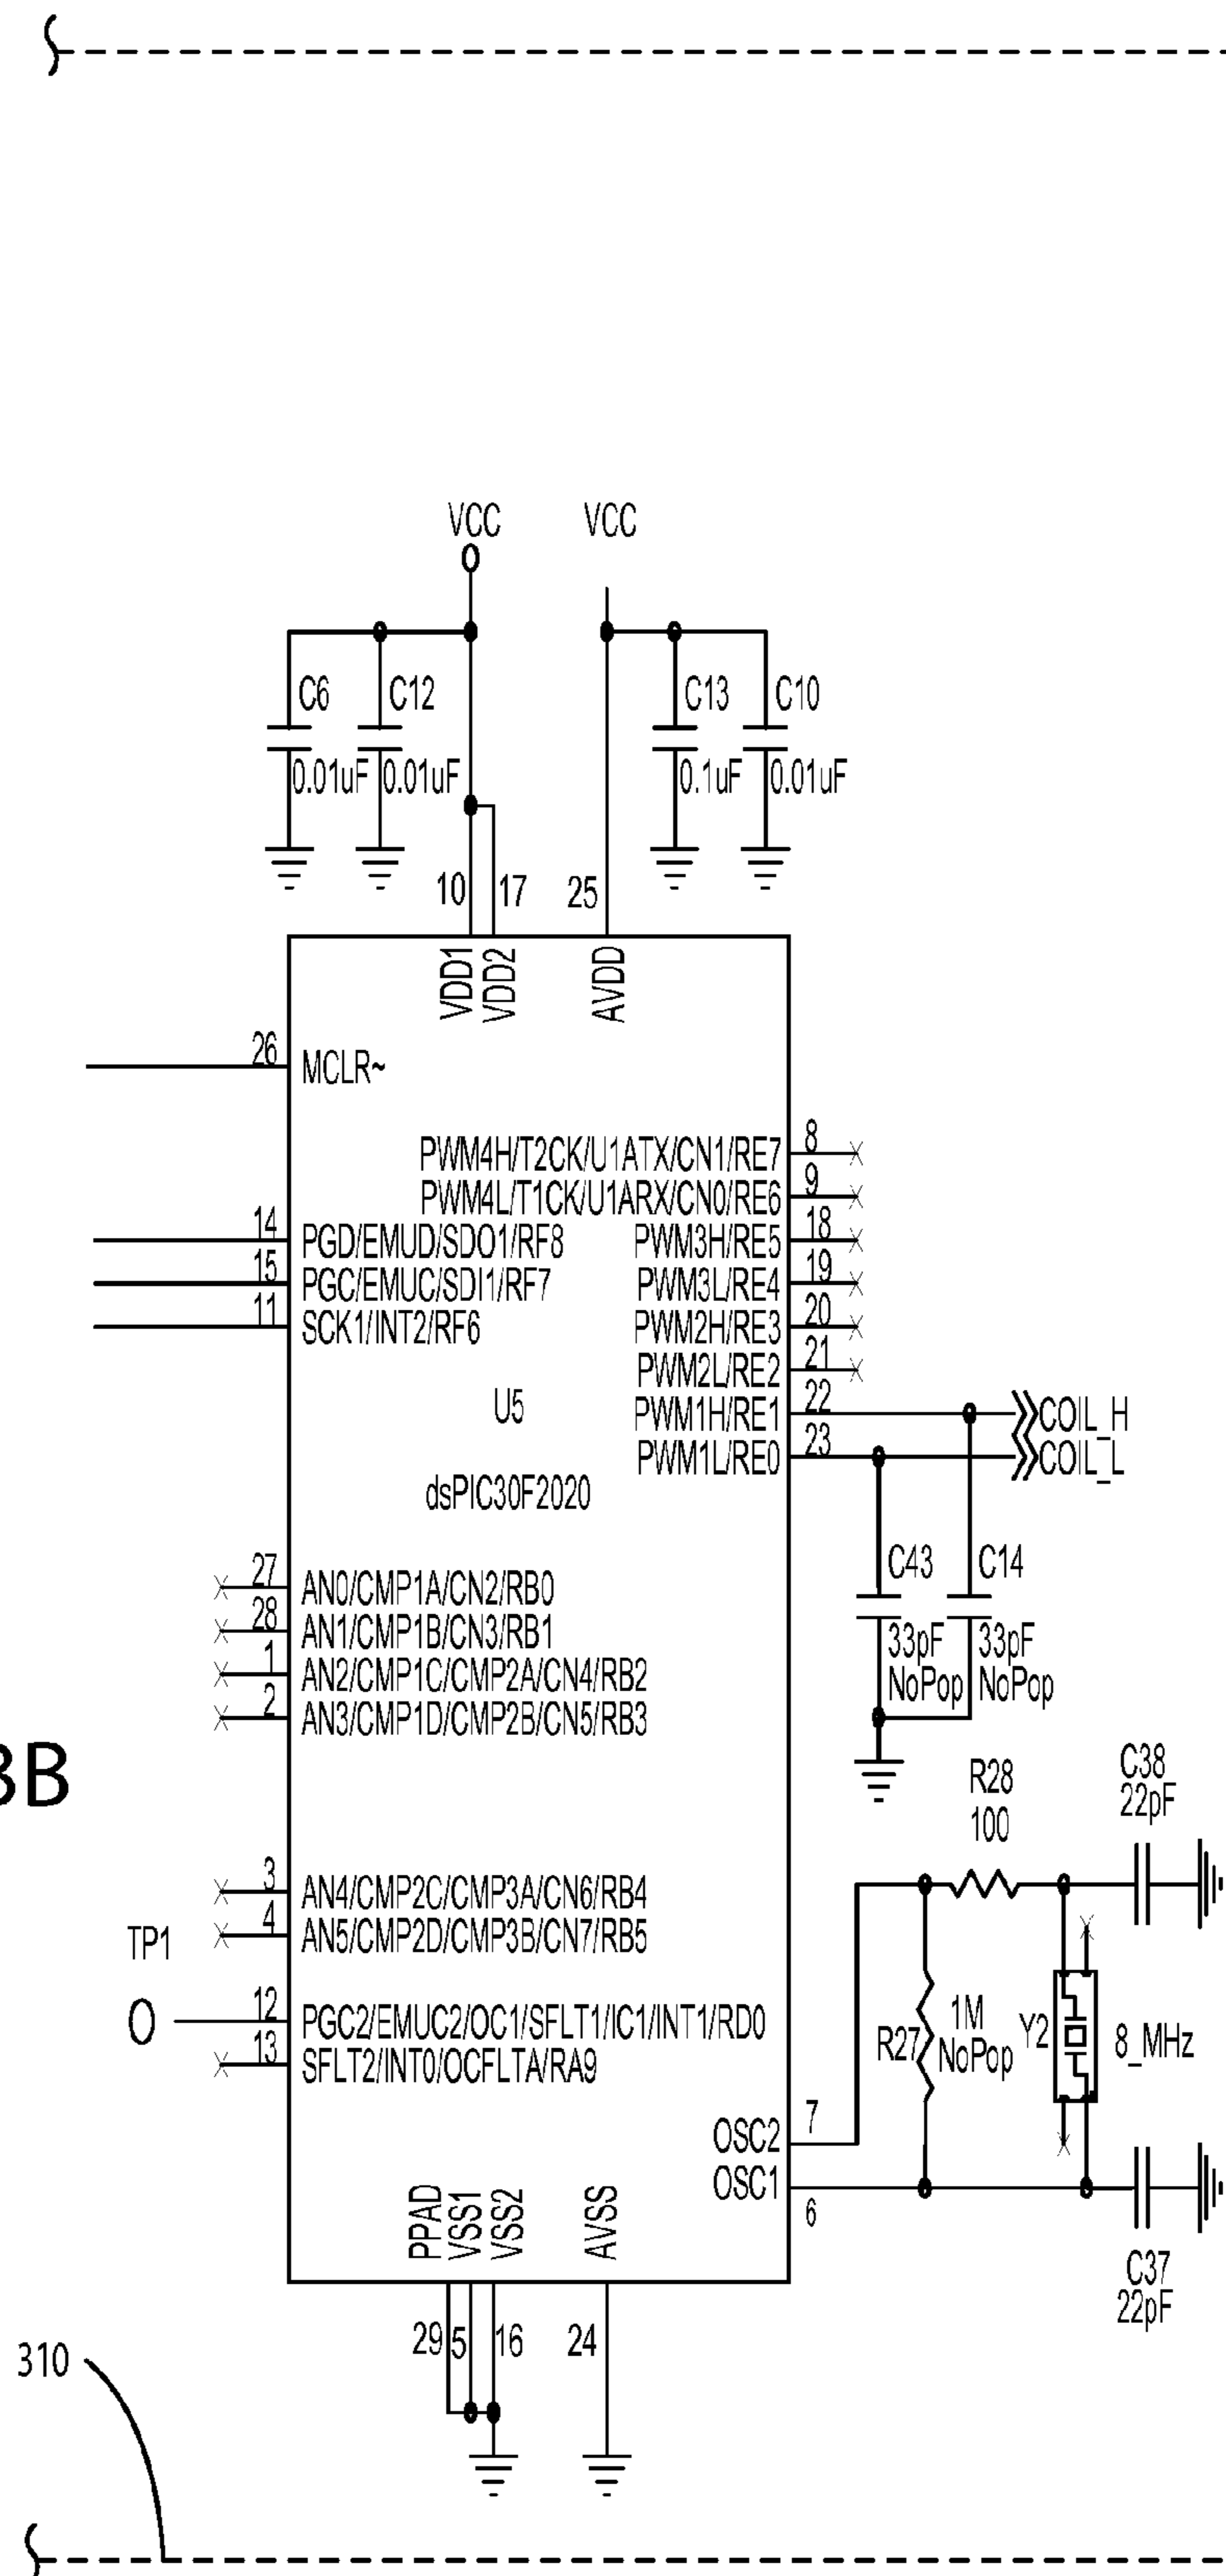 VCC VCC
C6 C12 C13 C10
0.01uF 0.01uF 0.1uF 0.01uF
10 17 25
VDD1 VDD2 AVDD
26 MCLR~
PWM4H/T2CK/U1ATX/CN1/RE7 8
PWM4L/T1CK/U1ARX/CN0/RE6 9
14 PGD/EMUD/SDO1/RF8 PWM3H/RE5 18
15 PGC/EMUC/SDI1/RF7 PWM3L/RE4 19
11 SCK1/INT2/RF6 PWM2H/RE3 20
PWM2L/RE2 21
U5 PWM1H/RE1 22 COIL_H
PWM1L/RE0 23 COIL_L
dsPIC30F2020
C43 C14
27 AN0/CMP1A/CN2/RB0
28 AN1/CMP1B/CN3/RB1 33pF 33pF
1 AN2/CMP1C/CMP2A/CN4/RB2 NoPop NoPop
2 AN3/CMP1D/CMP2B/CN5/RB3
3B
C38
22pF
R28
100
3 AN4/CMP2C/CMP3A/CN6/RB4
4 AN5/CMP2D/CMP3B/CN7/RB5
TP1
12 PGC2/EMUC2/OC1/SFLT1/IC1/INT1/RD0
13 SFLT2/INT0/OCFLTA/RA9
R27 1M
NoPop
Y2 8_MHz
OSC2 7
OSC1 6
PPAD VSS1 VSS2 AVSS
C37
22pF
29 5 16 24
310